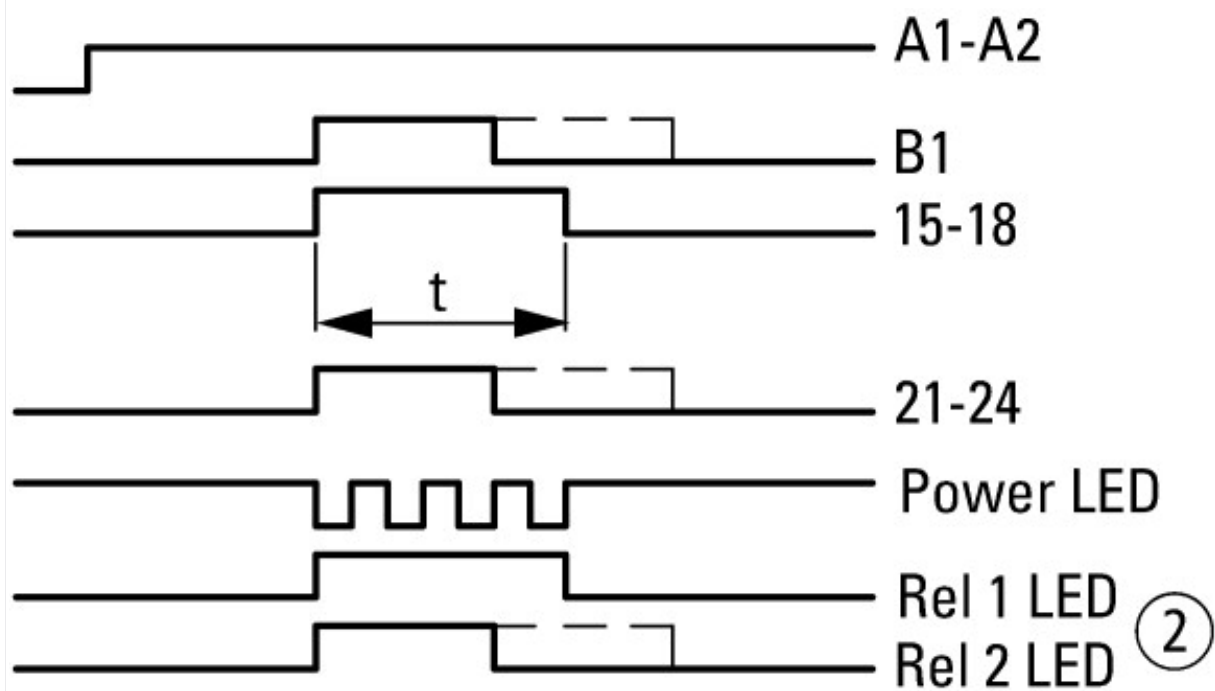 A1-A2
B1
15-18
t
21-24
Power LED
Rel 1 LED
2
Rel 2 LED